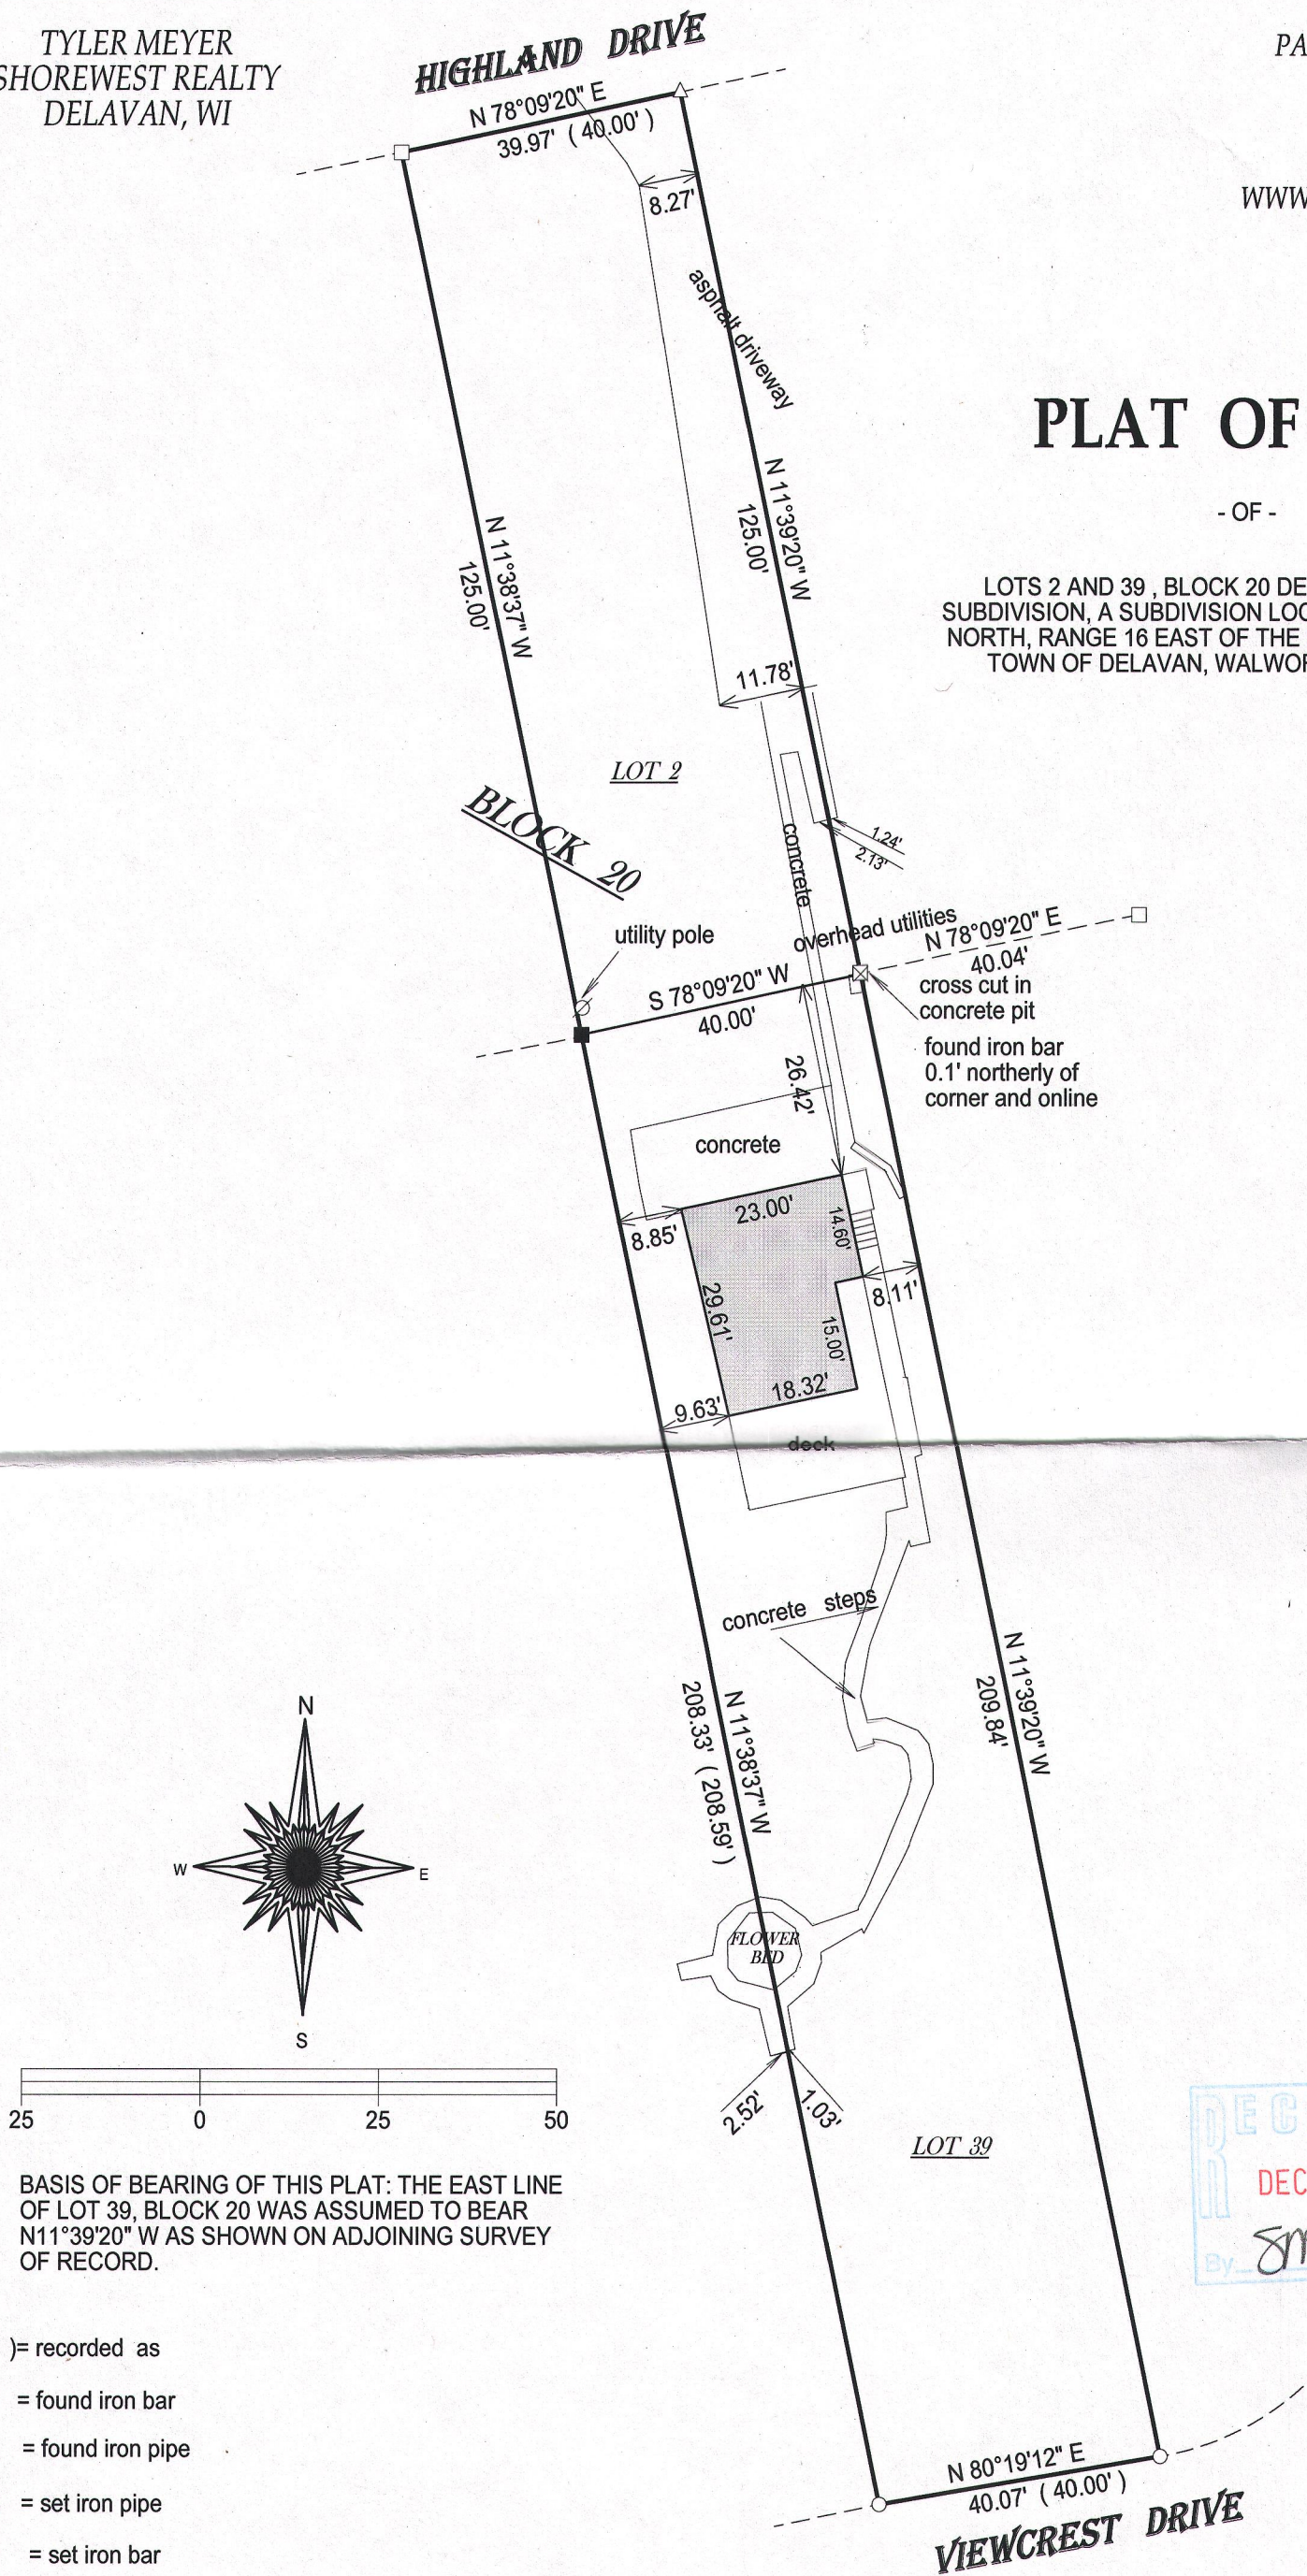 TYLER MEYER
SHOREWEST REALTY
DELAVAN, WI
HIGHLAND DRIVE
PA
WWW
N 78°09'20" E
39.97' ( 40.00' )
8.27'
asphalt driveway
PLAT OF
- OF -
LOTS 2 AND 39 , BLOCK 20 DE
SUBDIVISION, A SUBDIVISION LOC
NORTH, RANGE 16 EAST OF THE
TOWN OF DELAVAN, WALWOR
N 11°38'37" W
125.00'
N 11°39'20" W
125.00'
11.78'
LOT 2
BLOCK 20
concrete
1.24'
2.13'
utility pole
overhead utilities
N 78°09'20" E
40.04'
S 78°09'20" W
40.00'
cross cut in
concrete pit
found iron bar
0.1' northerly of
corner and online
26.42'
concrete
23.00'
14.60'
8.85'
8.11'
29.61'
15.00'
18.32'
9.63'
deck
concrete steps
N 11°38'37" W
208.33' ( 208.59' )
N 11°39'20" W
209.84'
N
W
E
S
FLOWER
BED
2.52'
1.03'
25 0 25 50
LOT 39
BASIS OF BEARING OF THIS PLAT: THE EAST LINE
OF LOT 39, BLOCK 20 WAS ASSUMED TO BEAR
N11°39'20" W AS SHOWN ON ADJOINING SURVEY
OF RECORD.
E C
DEC
By
)= recorded as
= found iron bar
= found iron pipe
= set iron pipe
= set iron bar
N 80°19'12" E
40.07' ( 40.00' )
VIEWCREST DRIVE